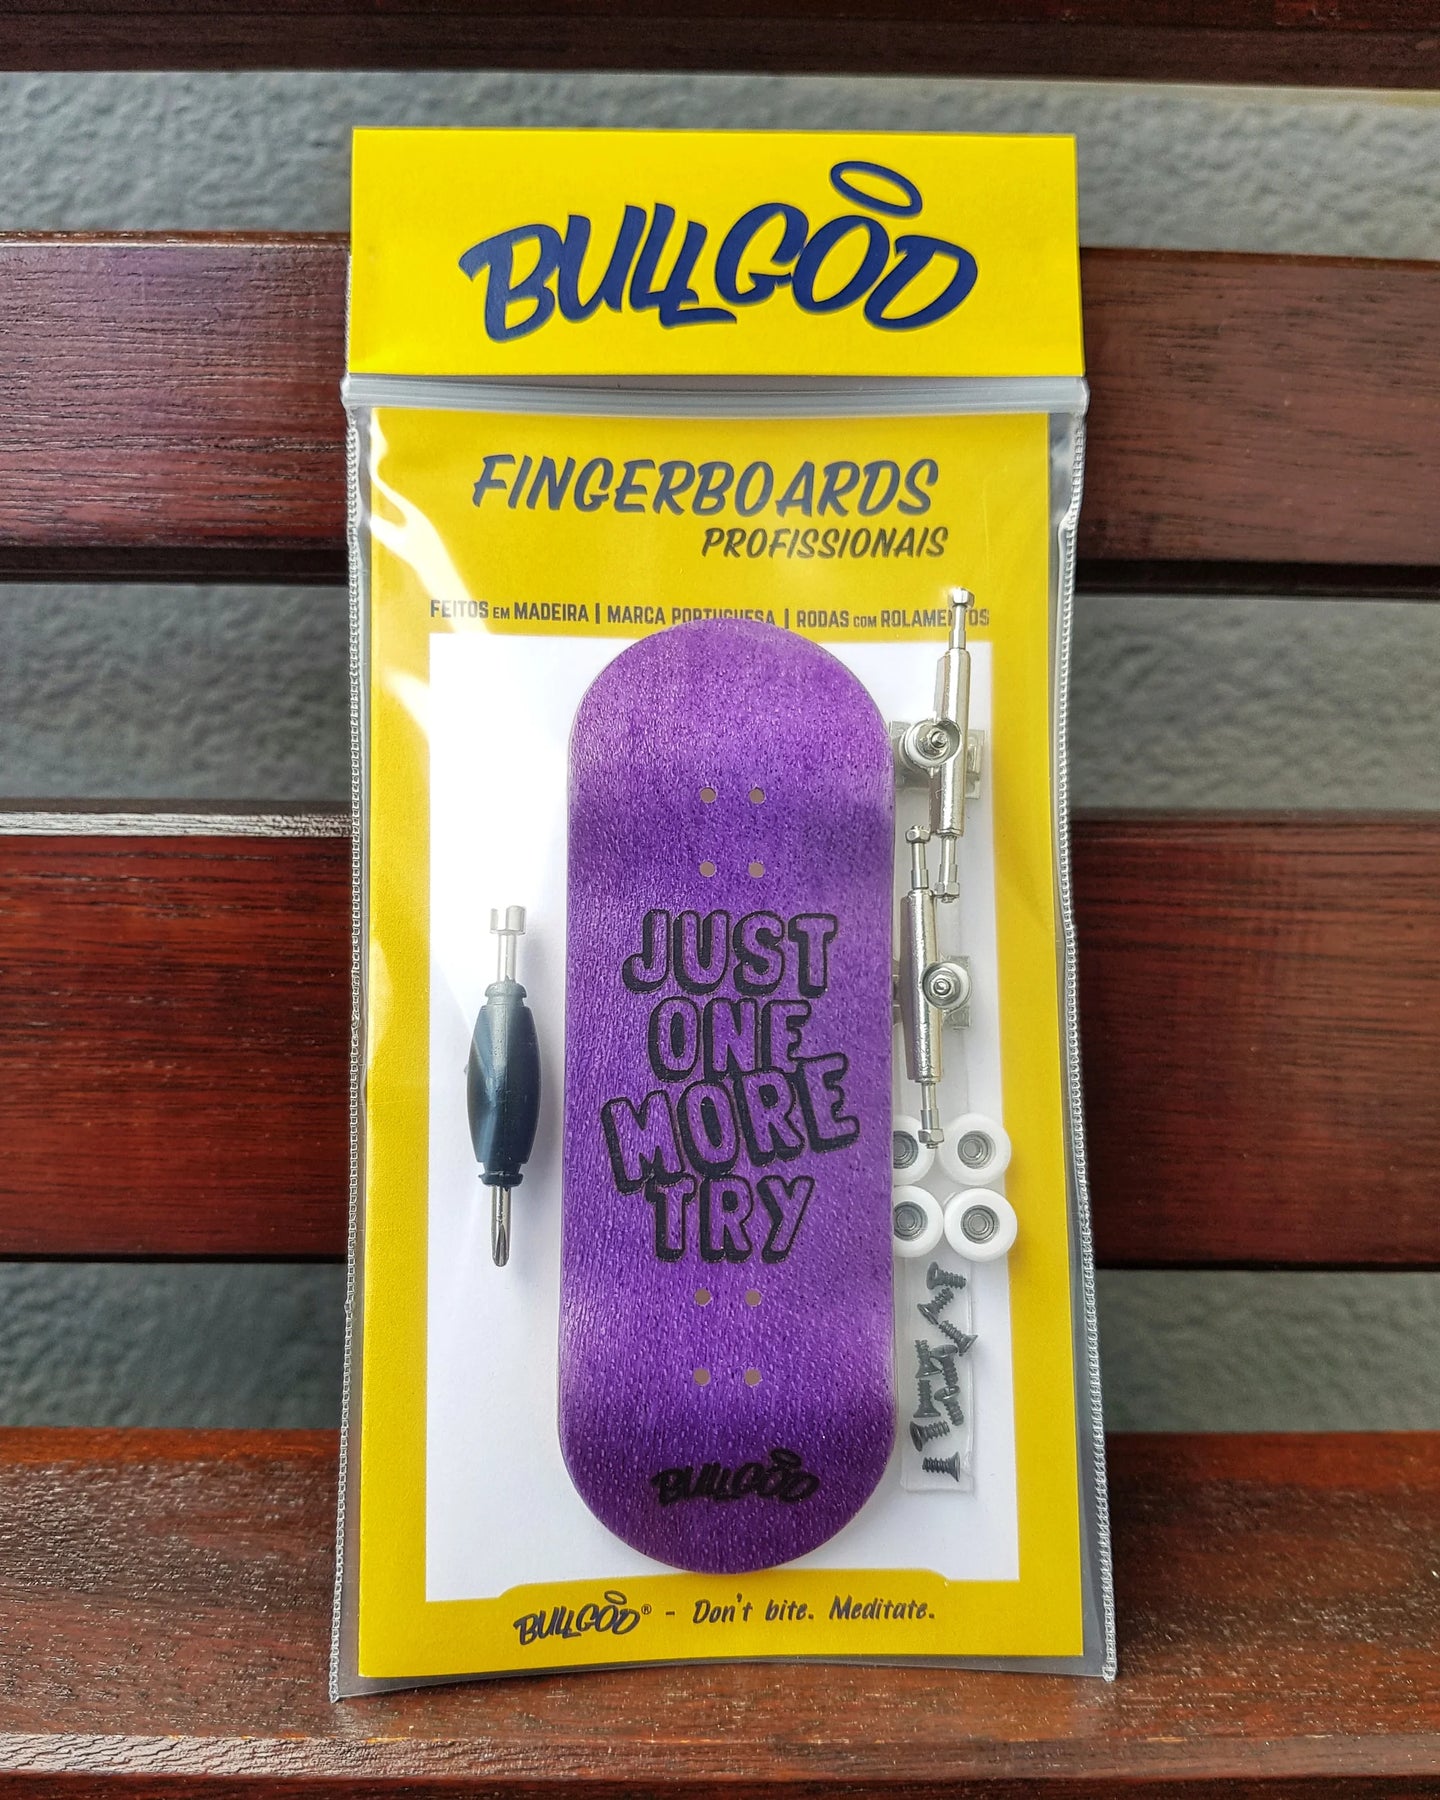 BULLGOD
FINGERBOARDS
PROFISSIONAIS
FEITOS EM MADEIRA | MARCA PORTUGUESA | RODAS COM ROLAMENTOS
JUST
ONE
MORE
TRY
BULLGOD
BULLGOD® - Don't bite. Meditate.